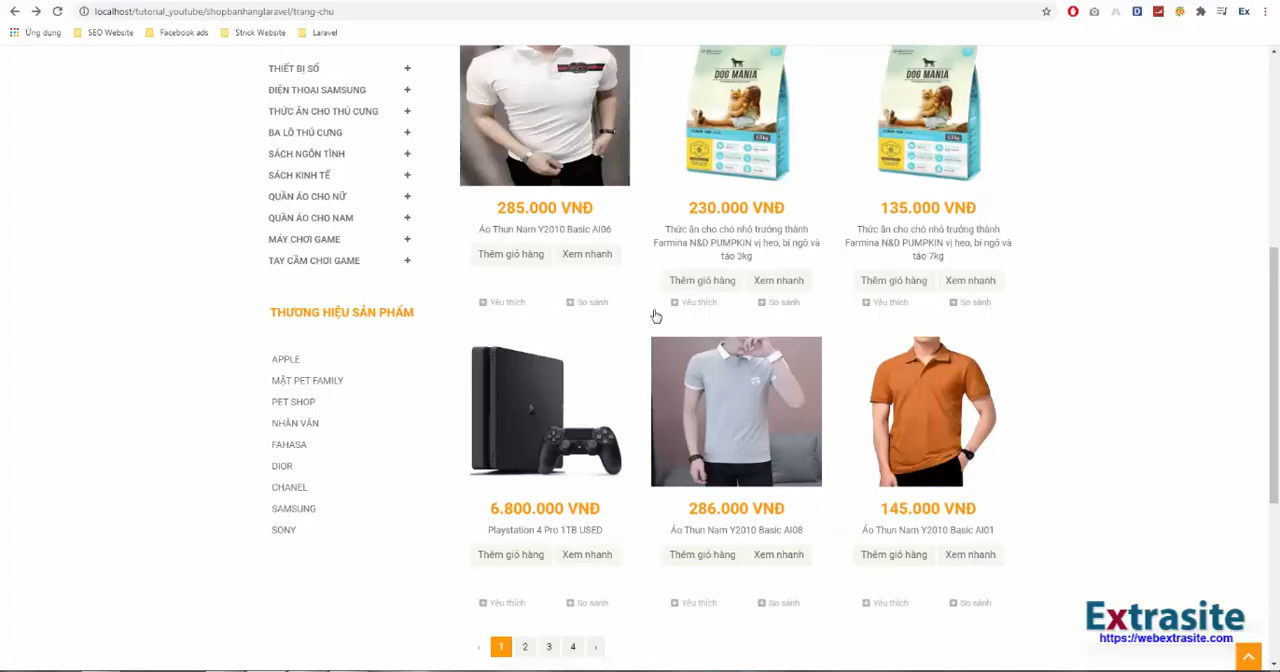 localhost/tutorial_youtube/shopbanhanglaravel/trang-chu
Ex
Ứng dụng
SEO Website
Facebook ads
Strick Website
Laravel
THIẾT BỊ SỐ
ĐIỆN THOẠI SAMSUNG
THỨC ĂN CHO THÚ CƯNG
BA LÔ THÚ CƯNG
SÁCH NGÔN TÌNH
SÁCH KINH TẾ
QUẦN ÁO CHO NỮ
QUẦN ÁO CHO NAM
MÁY CHƠI GAME
TAY CẦM CHƠI GAME
THƯƠNG HIỆU SẢN PHẨM
APPLE
MẬT PET FAMILY
PET SHOP
NHÂN VĂN
FAHASA
DIOR
CHANEL
SAMSUNG
SONY
DOG MANIA
DOG MANIA
285.000 VNĐ
230.000 VNĐ
135.000 VNĐ
Áo Thun Nam Y2010 Basic AI06
Thêm giỏ hàng
Xem nhanh
Yêu thích
So sánh
Thức ăn cho chó nhỏ trưởng thành
Farmina N&D PUMPKIN vị heo, bí ngô và
táo 3kg
Thêm giỏ hàng
Xem nhanh
Yêu thích
So sánh
Thức ăn cho chó nhỏ trưởng thành
Farmina N&D PUMPKIN vị heo, bí ngô và
táo 7kg
Thêm giỏ hàng
Xem nhanh
Yêu thích
So sánh
6.800.000 VNĐ
286.000 VNĐ
145.000 VNĐ
Playstation 4 Pro 1TB USED
Áo Thun Nam Y2010 Basic AI08
Áo Thun Nam Y2010 Basic AI01
Thêm giỏ hàng
Xem nhanh
Thêm giỏ hàng
Xem nhanh
Thêm giỏ hàng
Xem nhanh
Yêu thích
So sánh
Yêu thích
So sánh
Yêu thích
So sánh
‹ 1 2 3 4 ›
Extrasite
https://webextrasite.com